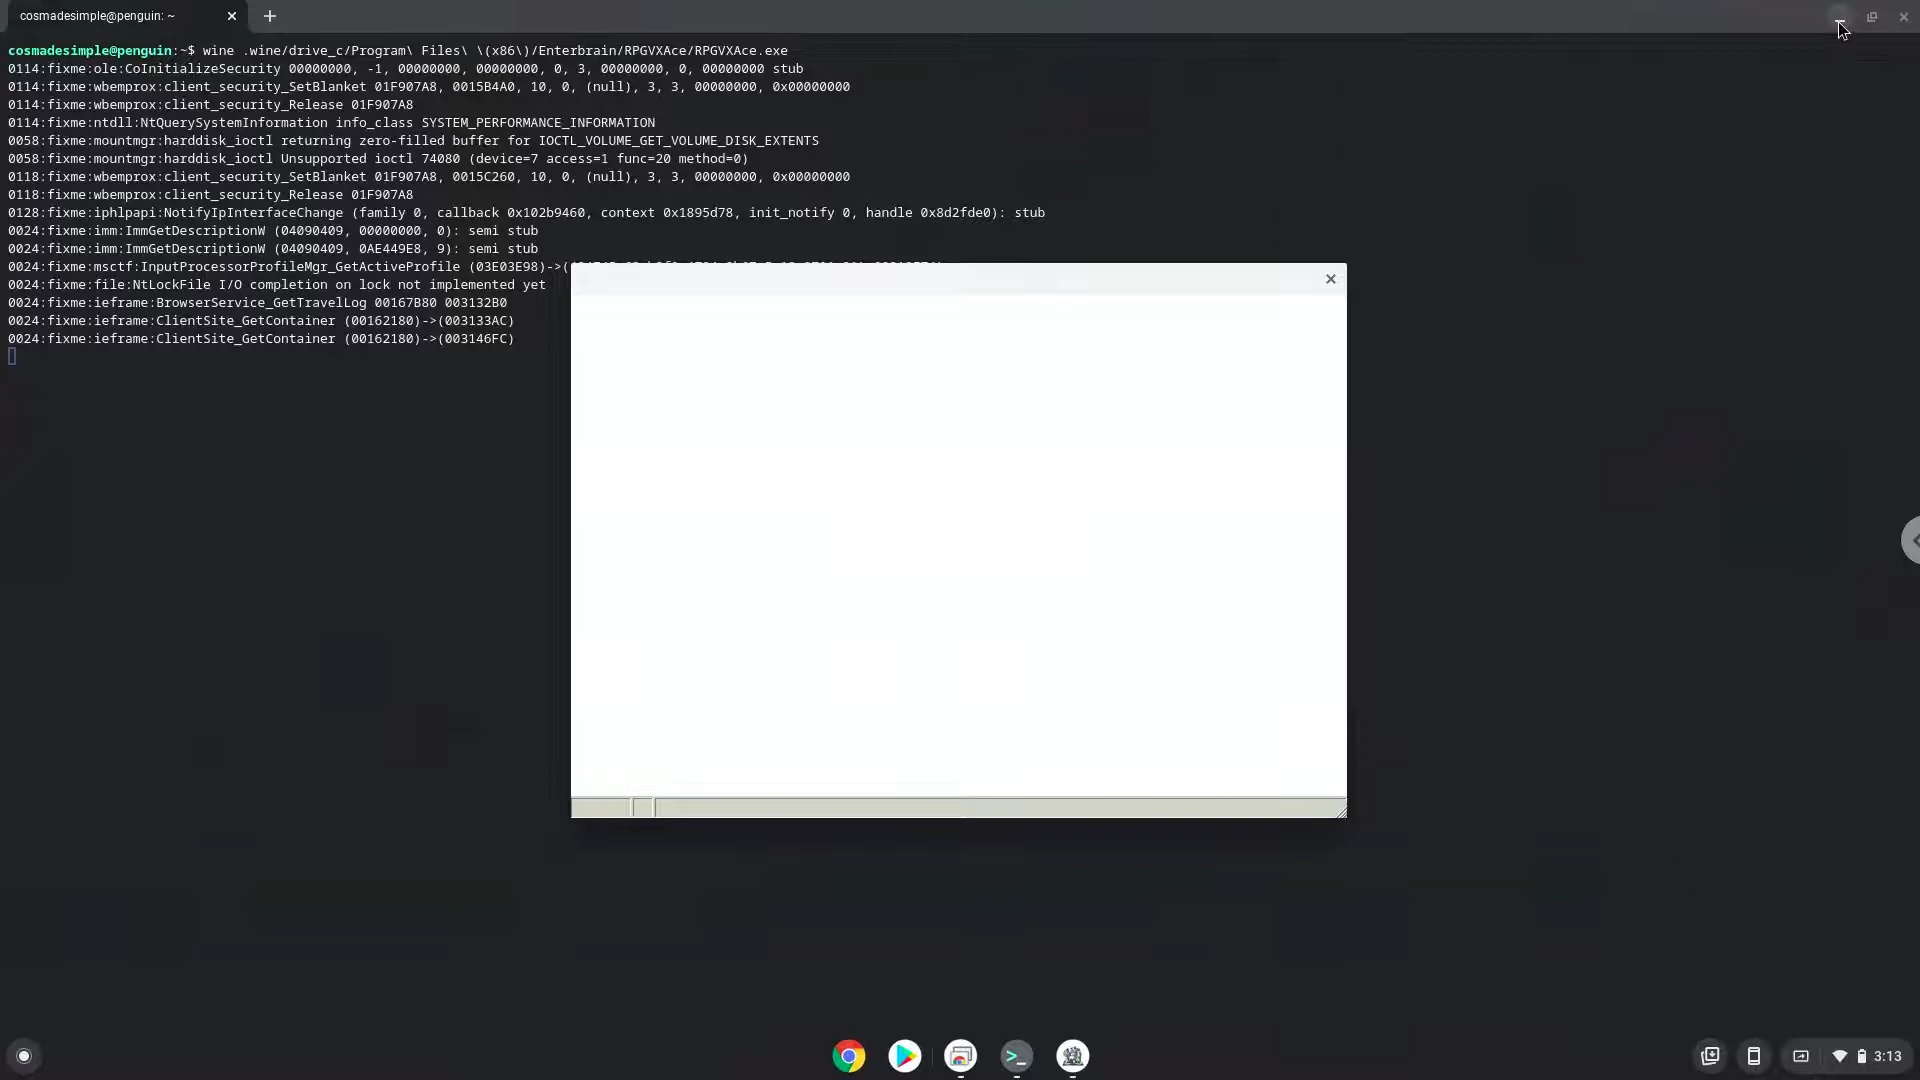 cosmadesimple@penguin: ~
cosmadesimple@penguin:~$ wine .wine/drive_c/Program\ Files\ \(x86\)/Enterbrain/RPGVXAce/RPGVXAce.exe
0114:fixme:ole:CoInitializeSecurity 00000000, -1, 00000000, 00000000, 0, 3, 00000000, 0, 00000000 stub
0114:fixme:wbemprox:client_security_SetBlanket 01F907A8, 0015B4A0, 10, 0, (null), 3, 3, 00000000, 0x00000000
0114:fixme:wbemprox:client_security_Release 01F907A8
0114:fixme:ntdll:NtQuerySystemInformation info_class SYSTEM_PERFORMANCE_INFORMATION
0058:fixme:mountmgr:harddisk_ioctl returning zero-filled buffer for IOCTL_VOLUME_GET_VOLUME_DISK_EXTENTS
0058:fixme:mountmgr:harddisk_ioctl Unsupported ioctl 74080 (device=7 access=1 func=20 method=0)
0118:fixme:wbemprox:client_security_SetBlanket 01F907A8, 0015C260, 10, 0, (null), 3, 3, 00000000, 0x00000000
0118:fixme:wbemprox:client_security_Release 01F907A8
0128:fixme:iphlpapi:NotifyIpInterfaceChange (family 0, callback 0x102b9460, context 0x1895d78, init_notify 0, handle 0x8d2fde0): stub
0024:fixme:imm:ImmGetDescriptionW (04090409, 00000000, 0): semi stub
0024:fixme:imm:ImmGetDescriptionW (04090409, 0AE449E8, 9): semi stub
0024:fixme:msctf:InputProcessorProfileMgr_GetActiveProfile (03E03E98)->(
0024:fixme:file:NtLockFile I/O completion on lock not implemented yet
0024:fixme:ieframe:BrowserService_GetTravelLog 00167B80 003132B0
0024:fixme:ieframe:ClientSite_GetContainer (00162180)->(003133AC)
0024:fixme:ieframe:ClientSite_GetContainer (00162180)->(003146FC)
3:13